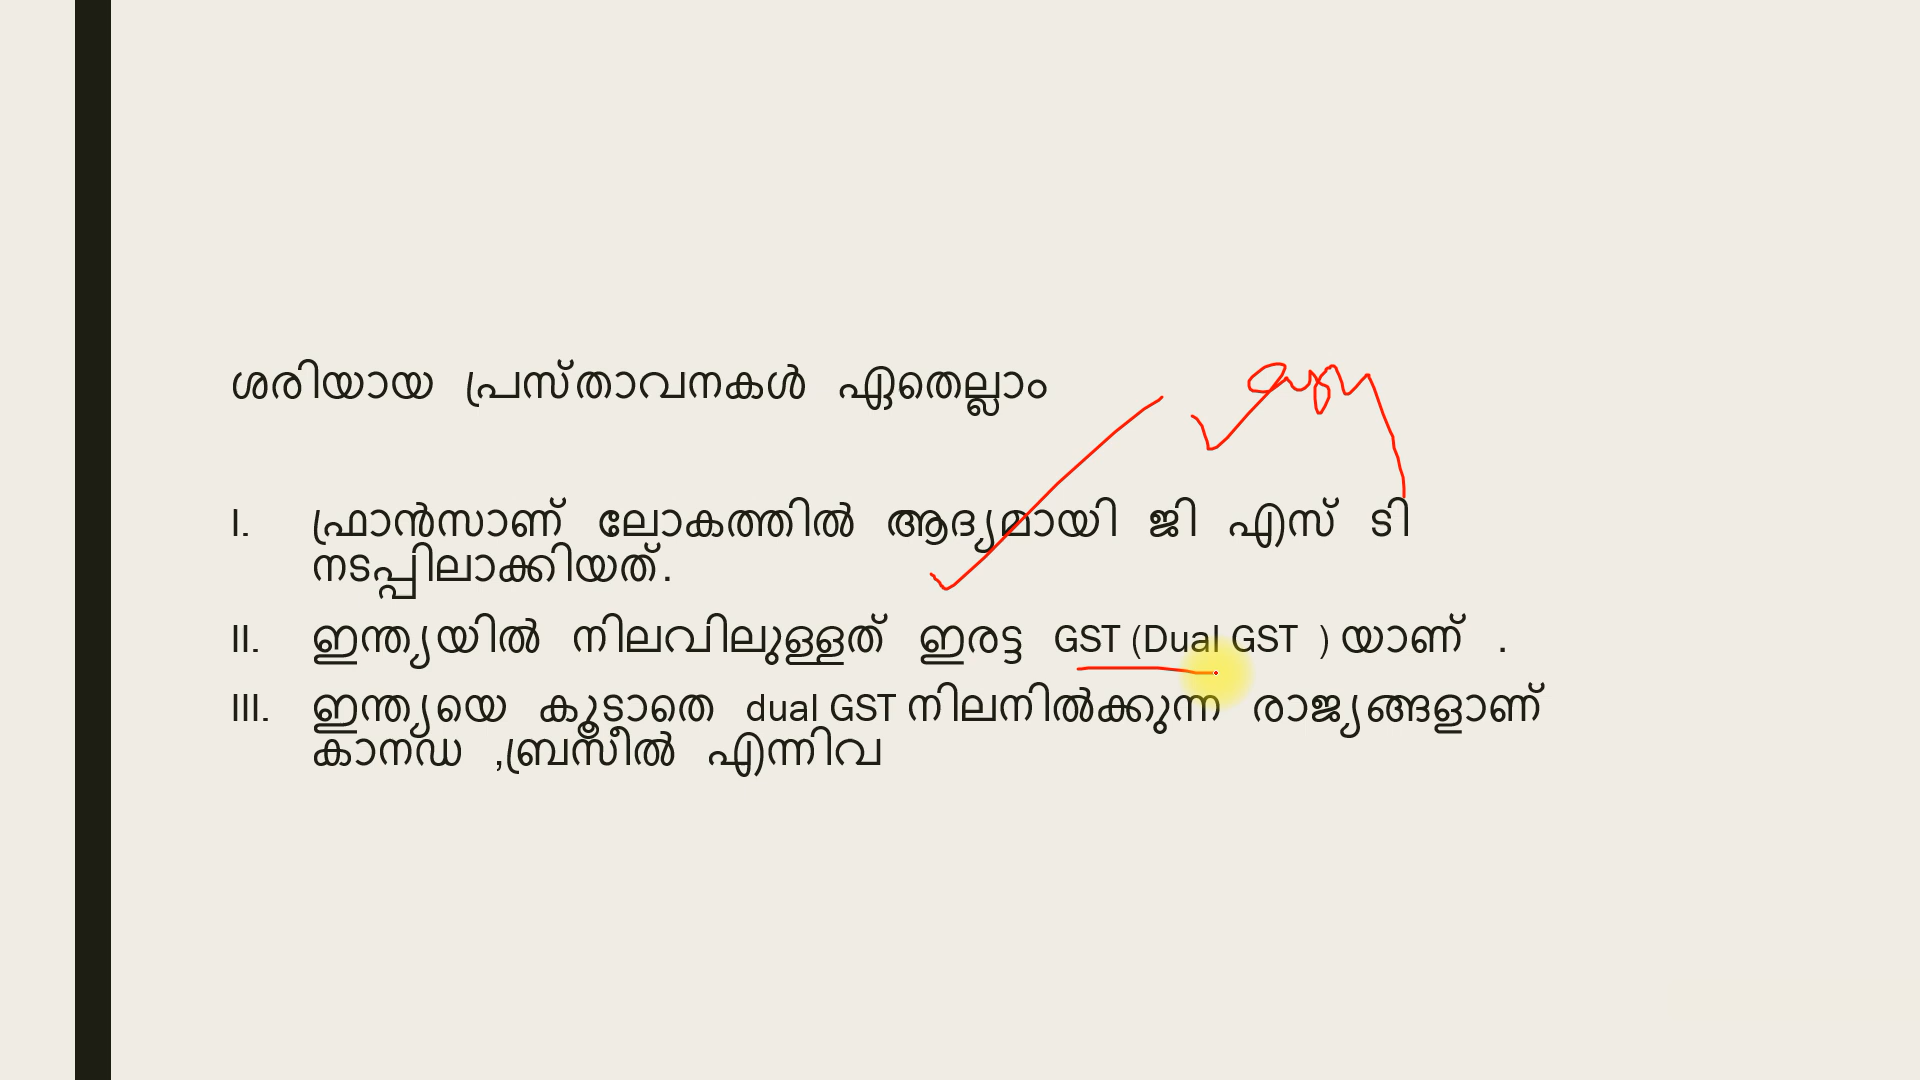 ശരിയായ പ്രസ്താവനകൾ ഏതെല്ലാം
I. ഫ്രാൻസാണ് ലോകത്തിൽ ആദ്യമായി ജി എസ് ടി
നടപ്പിലാക്കിയത്.
II. ഇന്ത്യയിൽ നിലവിലുള്ളത് ഇരട്ട GST (Dual GST ) യാണ് .
III. ഇന്ത്യയെ കൂടാതെ dual GST നിലനിൽക്കുന്ന രാജ്യങ്ങളാണ്
കാനഡ ,ബ്രസീൽ എന്നിവ